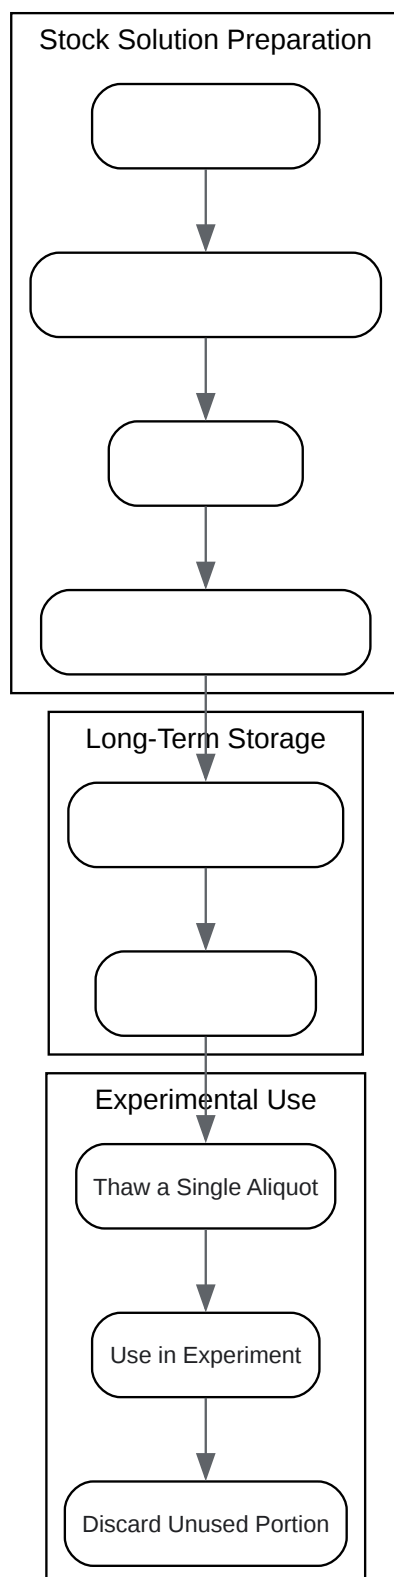 Stock Solution Preparation
Long-Term Storage
Experimental Use
Thaw a Single Aliquot
Use in Experiment
Discard Unused Portion